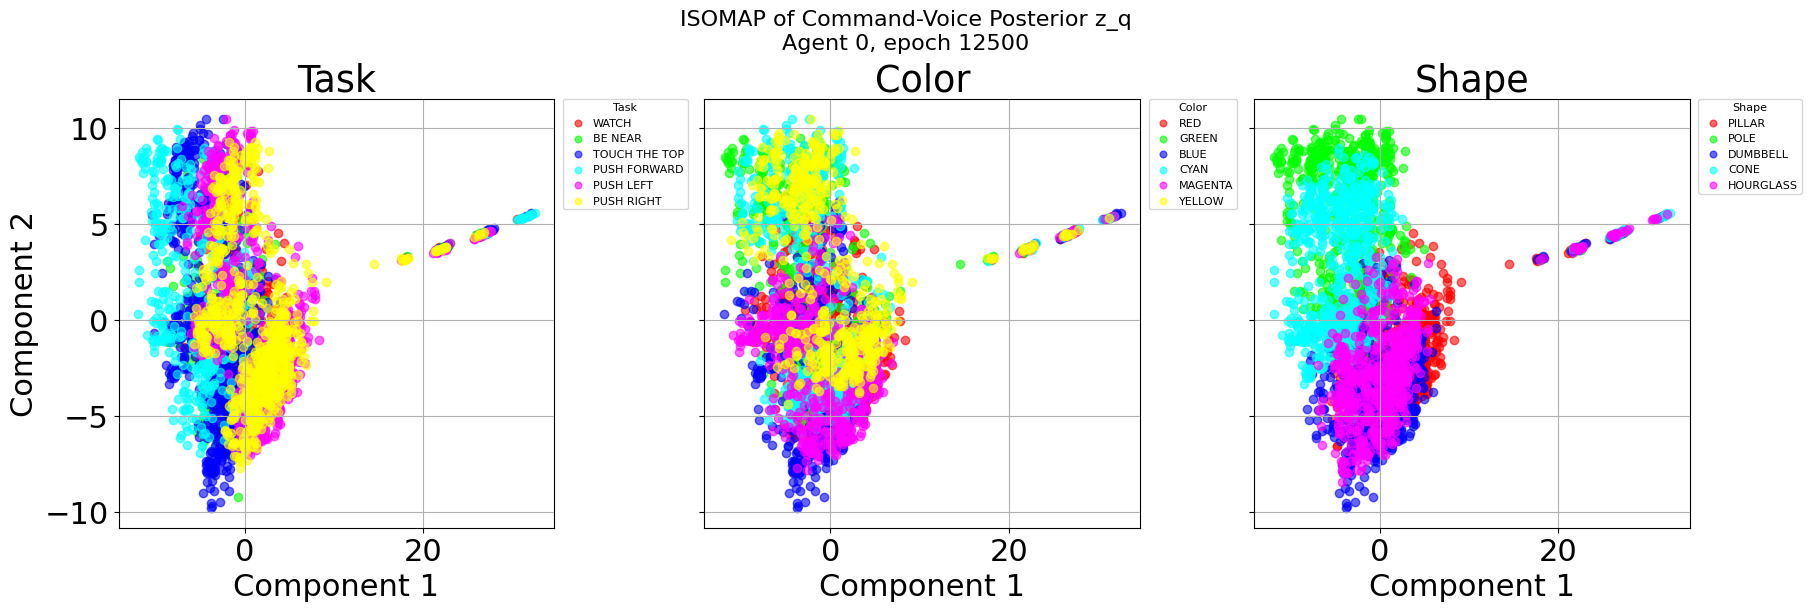 ISOMAP of Command-Voice Posterior z_q
Agent 0, epoch 12500
Task
Component 2
10
5
0
−5
−10
0 20
Component 1
Task
WATCH
BE NEAR
TOUCH THE TOP
PUSH FORWARD
PUSH LEFT
PUSH RIGHT
Color
0 20
Component 1
Color
RED
GREEN
BLUE
CYAN
MAGENTA
YELLOW
Shape
0 20
Component 1
Shape
PILLAR
POLE
DUMBBELL
CONE
HOURGLASS